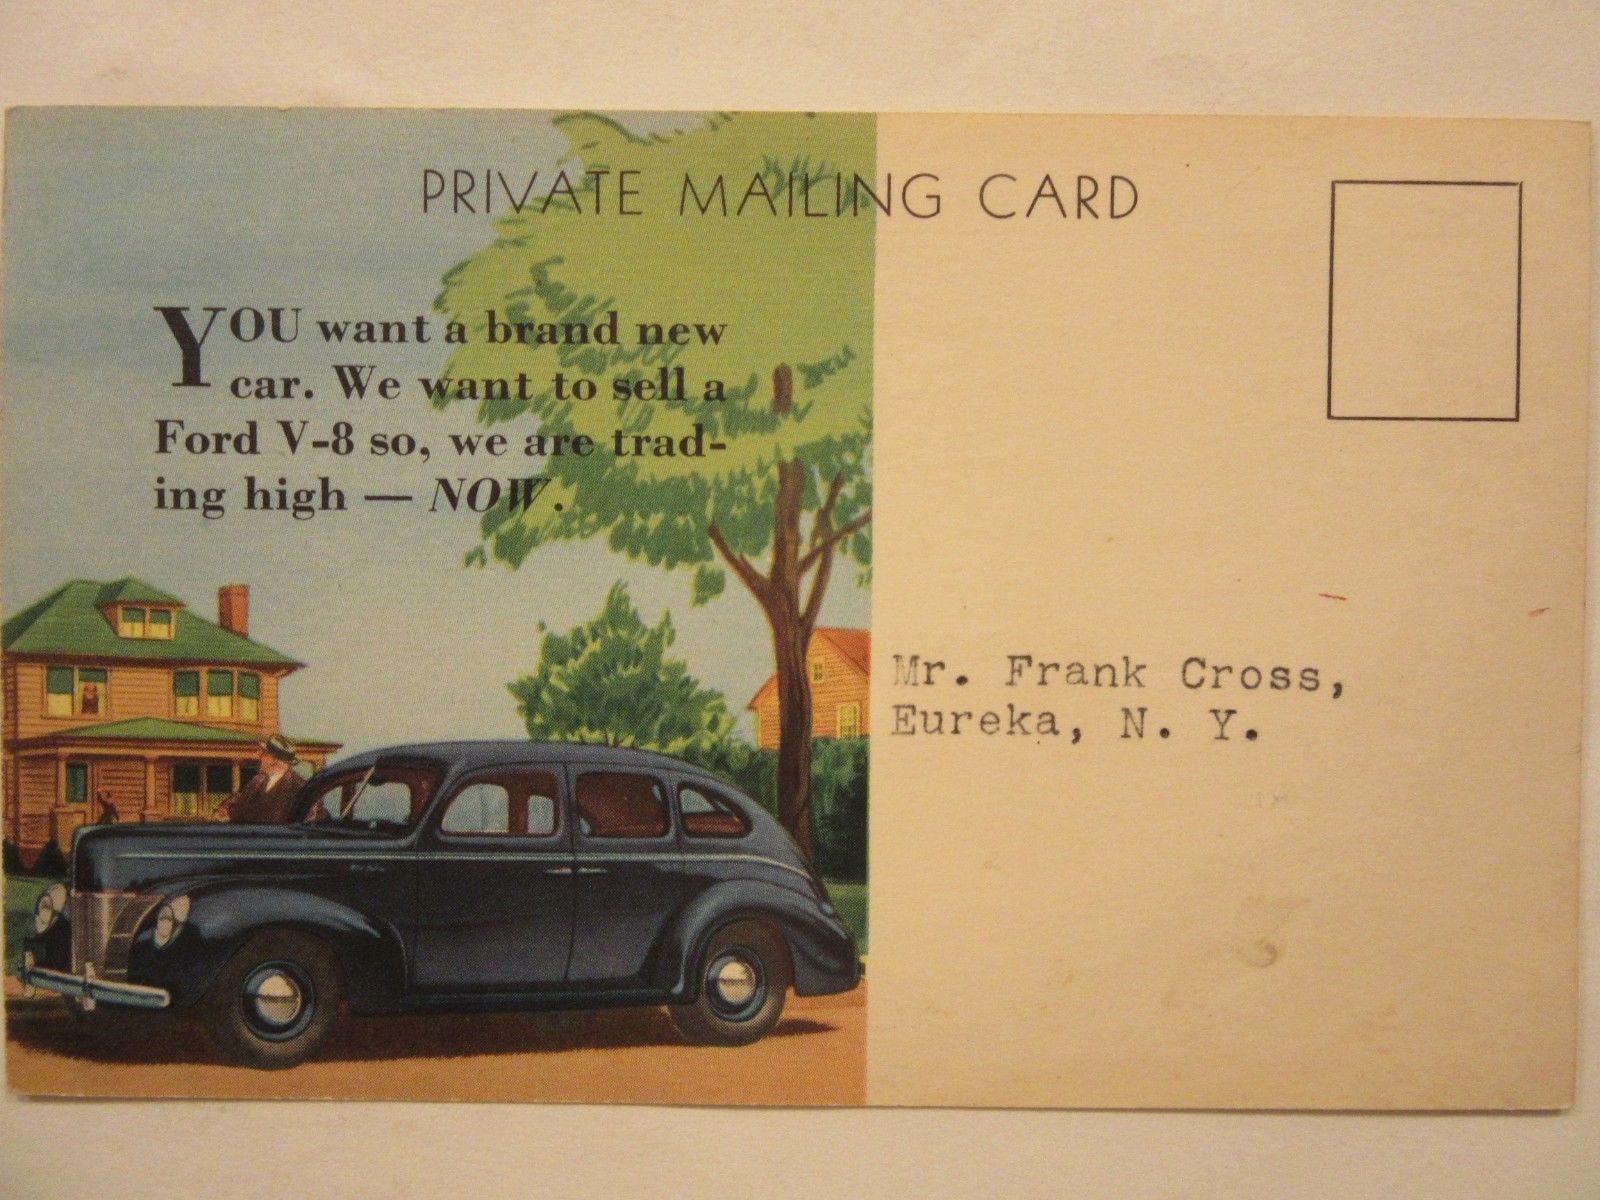 PRIVATE MAILING CARD
YOU want a brand new
car. We want to sell a
Ford V-8 so, we are trad-
ing high — NOW.
Mr. Frank Cross,
Eureka, N. Y.